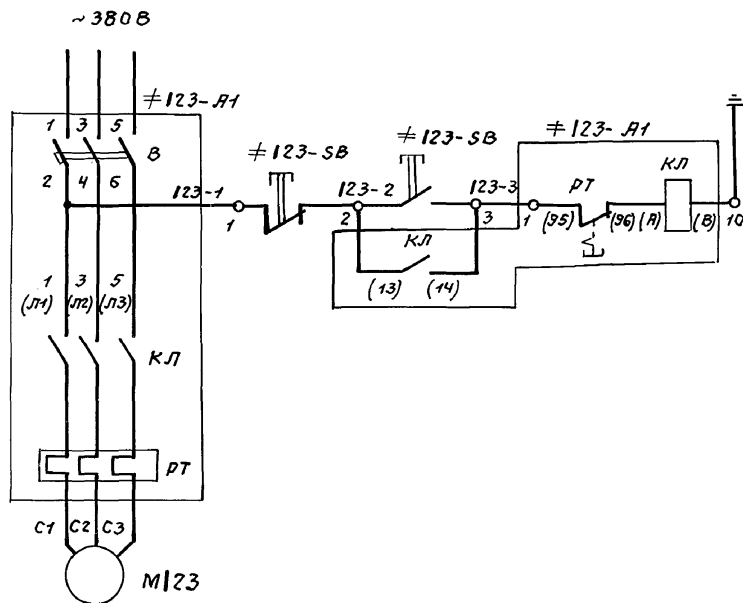 ~380В
≠123-А1
1 3 5
В
2 4 6
≠123-SB
≠123-SB
≠123-А1
123-1
1
123-2
2
123-3
3
1
РТ
(95)
(96)
(А)
КЛ
(В)
10
КЛ
(13)
(14)
1 3 5
(Л1) (Л2) (Л3)
КЛ
РТ
С1 С2 С3
М123